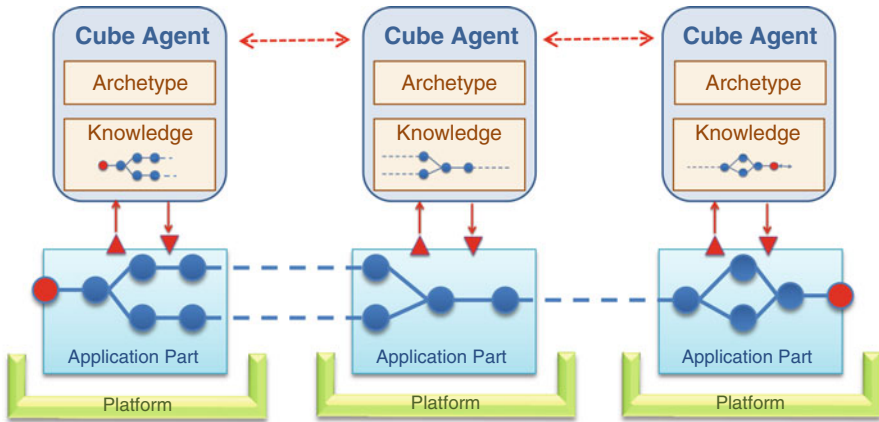 Cube Agent
Cube Agent
Cube Agent
Archetype
Archetype
Archetype
Knowledge
Knowledge
Knowledge
Application Part
Application Part
Application Part
Platform
Platform
Platform